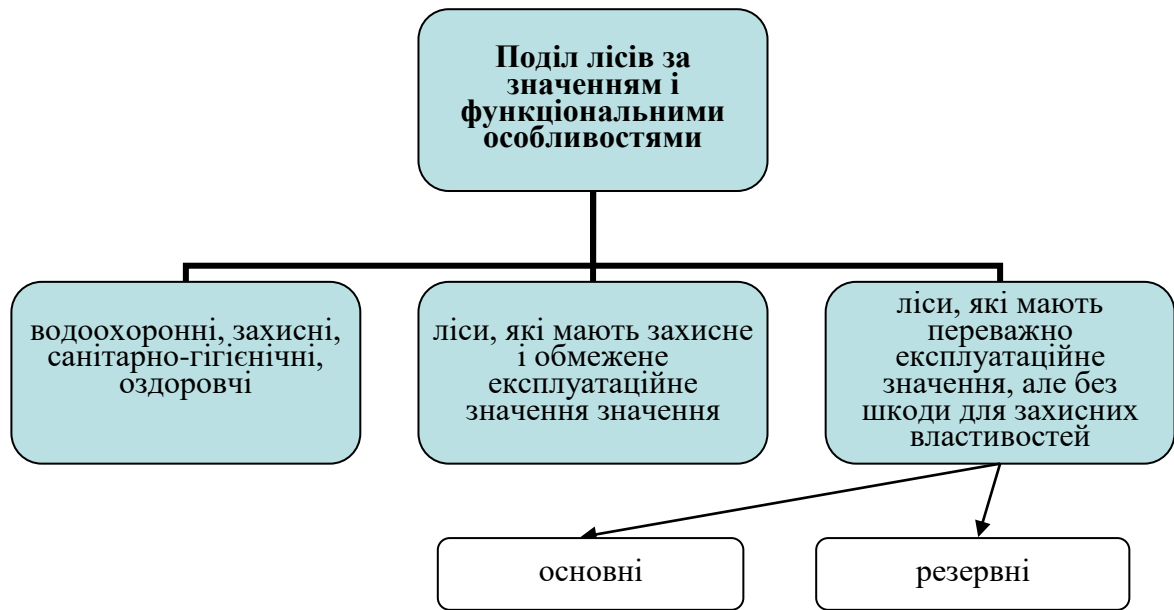 Поділ лісів за
значенням і
функціональними
особливостями
водоохоронні, захисні,
санітарно-гігієнічні,
оздоровчі
ліси, які мають захисне
і обмежене
експлуатаційне
значення значення
ліси, які мають
переважно
експлуатаційне
значення, але без
шкоди для захисних
властивостей
основні
резервні